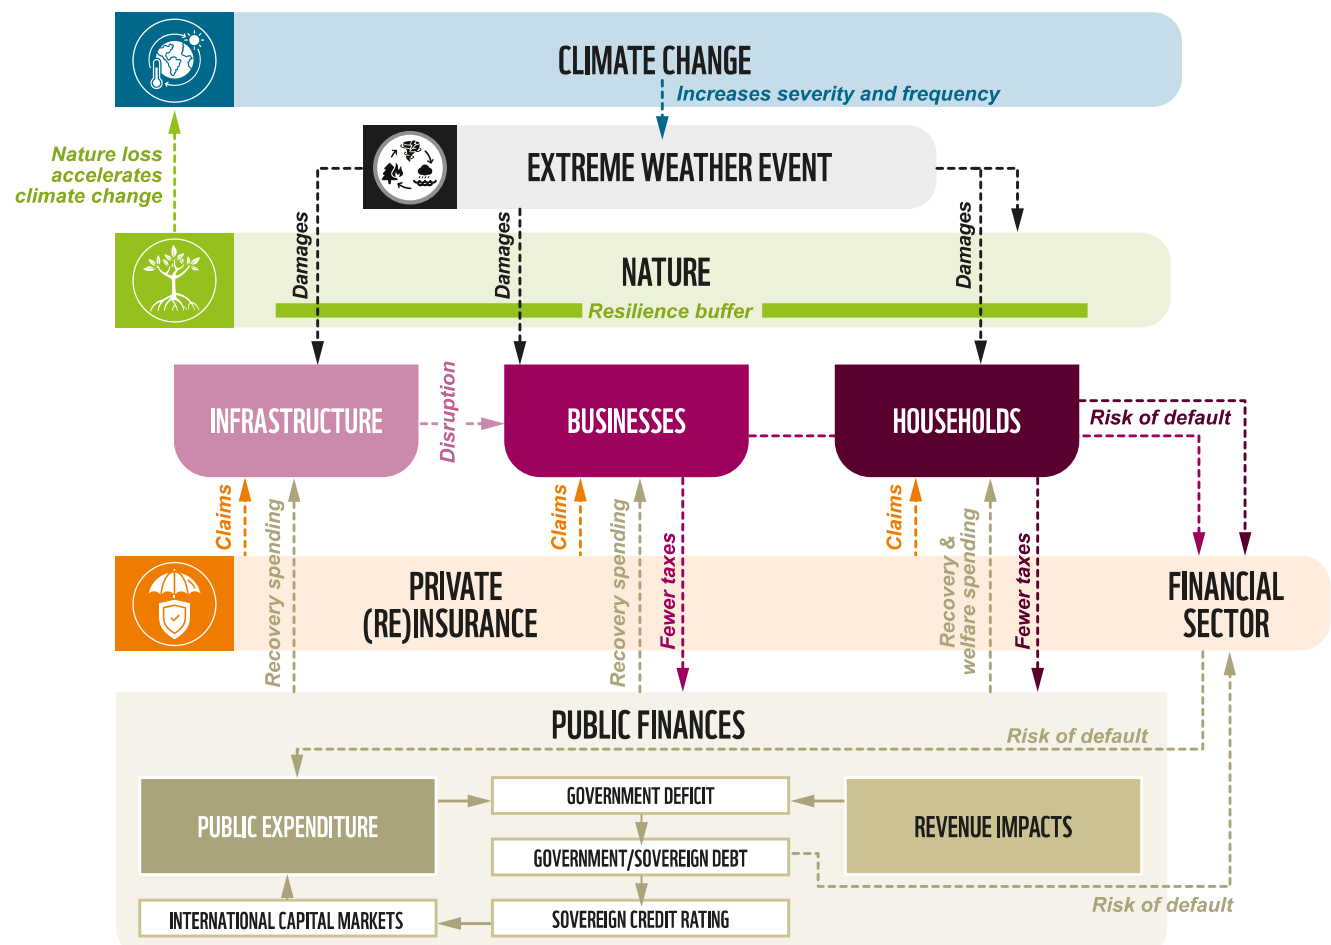 CLIMATE CHANGE
Increases severity and frequency
Nature loss
accelerates
climate change
EXTREME WEATHER EVENT
Damages
Damages
Damages
NATURE
Resilience buffer
INFRASTRUCTURE
Disruption
BUSINESSES
HOUSEHOLDS
Risk of default
Claims
Recovery spending
Claims
Recovery spending
Fewer taxes
Claims
Recovery &
welfare spending
Fewer taxes
PRIVATE
(RE)INSURANCE
FINANCIAL
SECTOR
PUBLIC FINANCES
Risk of default
PUBLIC EXPENDITURE
GOVERNMENT DEFICIT
REVENUE IMPACTS
GOVERNMENT/SOVEREIGN DEBT
INTERNATIONAL CAPITAL MARKETS
SOVEREIGN CREDIT RATING
Risk of default